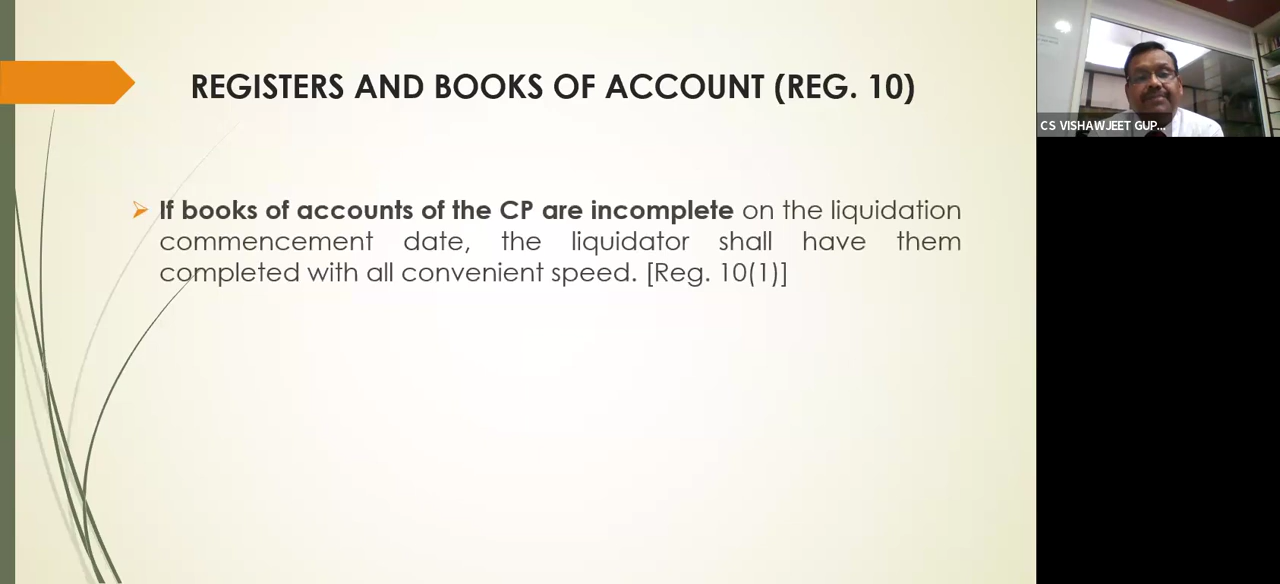 REGISTERS AND BOOKS OF ACCOUNT (REG. 10)
If books of accounts of the CP are incomplete on the liquidation
commencement date, the liquidator shall have them
completed with all convenient speed. [Reg. 10(1)]
CS VISHAWJEET GUP...